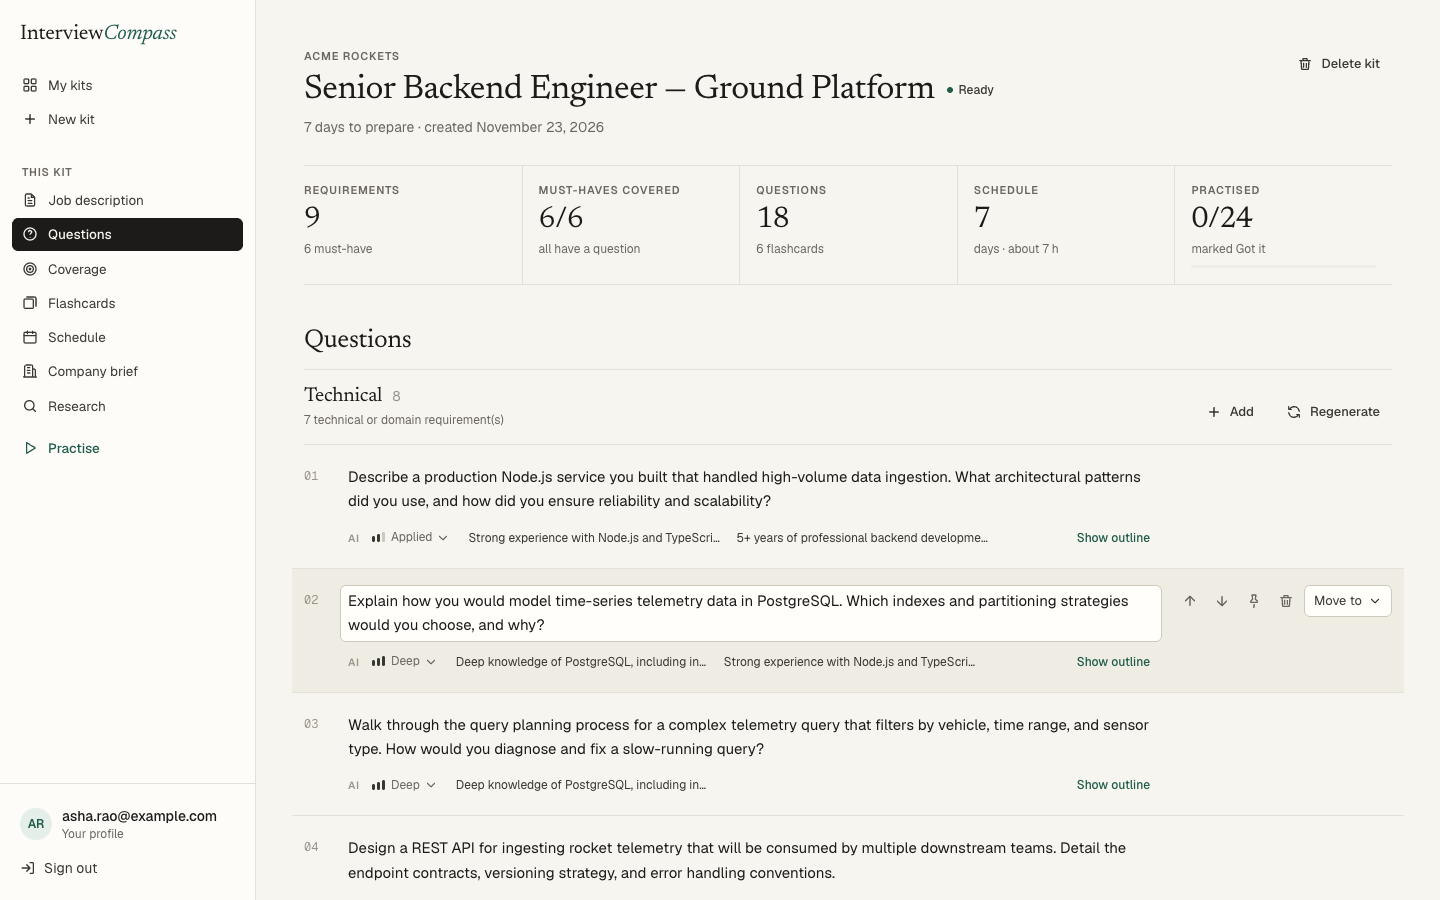 InterviewCompass
My kits
New kit
THIS KIT
Job description
Questions
Coverage
Flashcards
Schedule
Company brief
Research
Practise
AR
asha.rao@example.com
Your profile
Sign out
ACME ROCKETS
Senior Backend Engineer — Ground Platform
Ready
7 days to prepare · created November 23, 2026
Delete kit
REQUIREMENTS
9
6 must-have
MUST-HAVES COVERED
6/6
all have a question
QUESTIONS
18
6 flashcards
SCHEDULE
7
days · about 7 h
PRACTISED
0/24
marked Got it
Questions
Technical 8
7 technical or domain requirement(s)
Add
Regenerate
01
Describe a production Node.js service you built that handled high-volume data ingestion. What architectural patterns
did you use, and how did you ensure reliability and scalability?
AI Applied Strong experience with Node.js and TypeScri... 5+ years of professional backend developme... Show outline
02
Explain how you would model time-series telemetry data in PostgreSQL. Which indexes and partitioning strategies
would you choose, and why?
Move to
AI Deep Deep knowledge of PostgreSQL, including in... Strong experience with Node.js and TypeScri... Show outline
03
Walk through the query planning process for a complex telemetry query that filters by vehicle, time range, and sensor
type. How would you diagnose and fix a slow-running query?
AI Deep Deep knowledge of PostgreSQL, including in... Show outline
04
Design a REST API for ingesting rocket telemetry that will be consumed by multiple downstream teams. Detail the
endpoint contracts, versioning strategy, and error handling conventions.